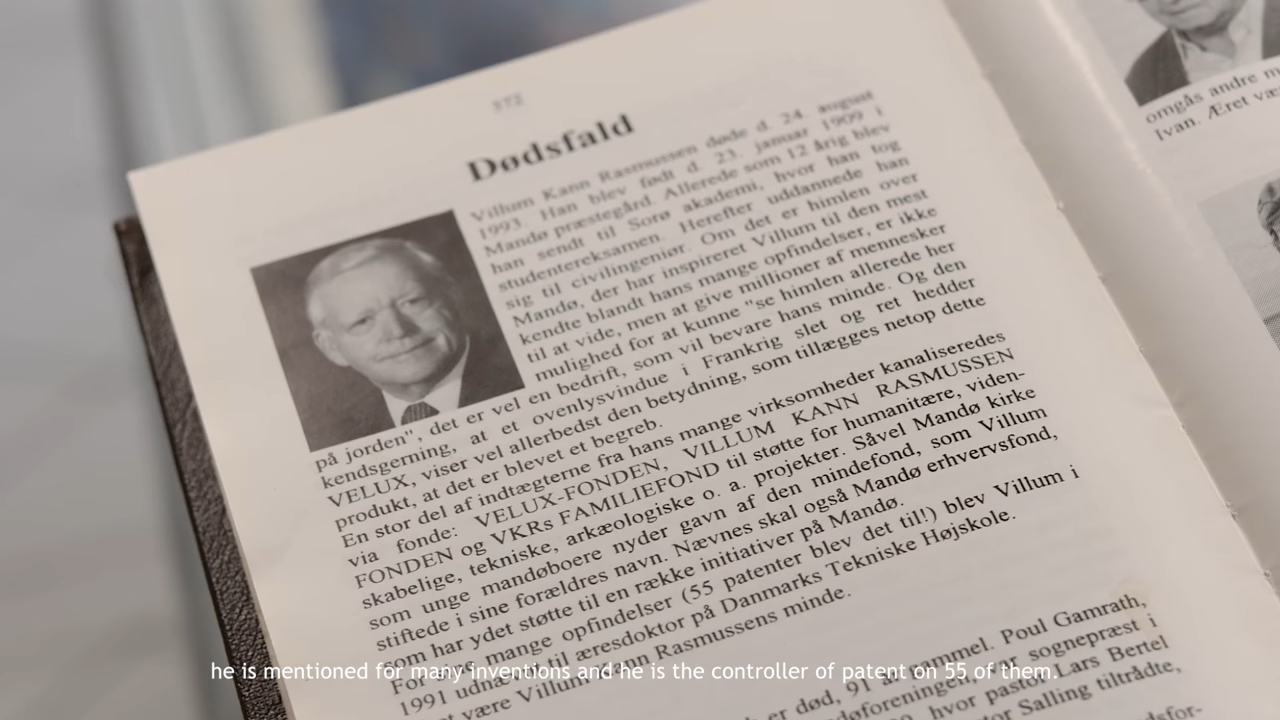 172
Dødsfald
Villum Kann Rasmussen døde d. 24. august
1993. Han blev født d. 23. januar 1909 i
Mandø præstegård. Allerede som 12 årig blev
han sendt til Sorø akademi, hvor han tog
studentereksamen. Herefter uddannede han
sig til civilingeniør. Om det er himlen over
Mandø, der har inspireret Villum til den mest
kendte blandt hans mange opfindelser, er ikke
til at vide, men at give millioner af mennesker
mulighed for at kunne "se himlen allerede her
på jorden", det er vel en bedrift, som vil bevare hans minde. Og den
kendsgerning, at et ovenlysvindue i Frankrig slet og ret hedder
VELUX, viser vel allerbedst den betydning, som tillægges netop dette
produkt, at det er blevet et begreb.
En stor del af indtægterne fra hans mange virksomheder kanaliseredes
via fonde: VELUX-FONDEN, VILLUM KANN RASMUSSEN
FONDEN og VKRs FAMILIEFOND til støtte for humanitære, viden-
skabelige, tekniske, arkæologiske o. a. projekter. Såvel Mandø kirke
som unge mandøboere nyder gavn af den mindefond, som Villum
stiftede i sine forældres navn. Nævnes skal også Mandø erhvervsfond,
som har ydet støtte til en række initiativer på Mandø.
For sine mange opfindelser (55 patenter blev det til!) blev Villum i
1991 udnævnt til æresdoktor på Danmarks Tekniske Højskole.
være Villum Kann Rasmussens minde.
er død, 91 år gammel. Poul Gamrath,
sognepræst i
hvor pastor Lars Bertel
Salling tiltrådte,
omgås andre m
Ivan. Æret væ
he is mentioned for many inventions and he is the controller of patent on 55 of them.